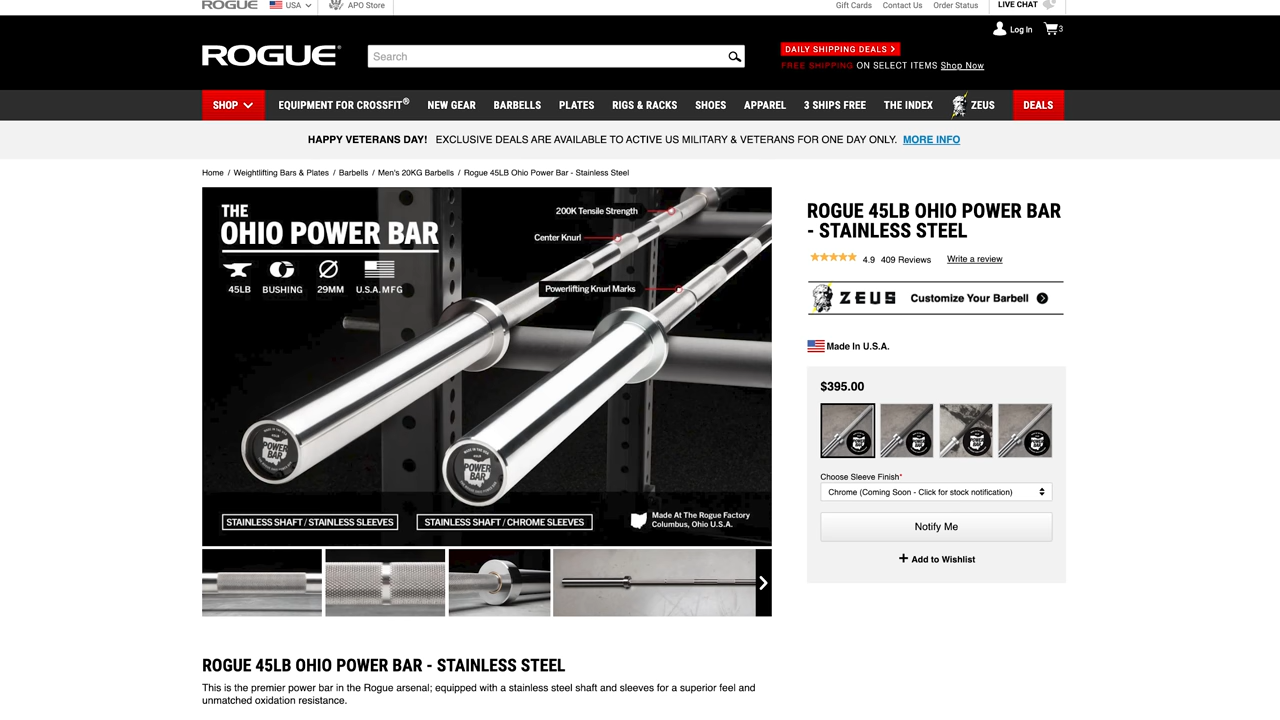 ROGUE USA APO Store Gift Cards Contact Us Order Status LIVE CHAT
Log In 3
ROGUE® Search DAILY SHIPPING DEALS
FREE SHIPPING ON SELECT ITEMS Shop Now
SHOP EQUIPMENT FOR CROSSFIT® NEW GEAR BARBELLS PLATES RIGS & RACKS SHOES APPAREL 3 SHIPS FREE THE INDEX ZEUS DEALS
HAPPY VETERANS DAY! EXCLUSIVE DEALS ARE AVAILABLE TO ACTIVE US MILITARY & VETERANS FOR ONE DAY ONLY. MORE INFO
Home / Weightlifting Bars & Plates / Barbells / Men's 20KG Barbells / Rogue 45LB Ohio Power Bar - Stainless Steel
THE
OHIO POWER BAR
45LB BUSHING 29MM U.S.A.MFG
200K Tensile Strength
Center Knurl
Powerlifting Knurl Marks
POWER
BAR
POWER
BAR
STAINLESS SHAFT / STAINLESS SLEEVES
STAINLESS SHAFT / CHROME SLEEVES
Made At The Rogue Factory
Columbus, Ohio U.S.A.
ROGUE 45LB OHIO POWER BAR
- STAINLESS STEEL
4.9 409 Reviews Write a review
ZEUS Customize Your Barbell
Made In U.S.A.
$395.00
Choose Sleeve Finish*
Chrome (Coming Soon - Click for stock notification)
Notify Me
+ Add to Wishlist
ROGUE 45LB OHIO POWER BAR - STAINLESS STEEL
This is the premier power bar in the Rogue arsenal; equipped with a stainless steel shaft and sleeves for a superior feel and
unmatched oxidation resistance.